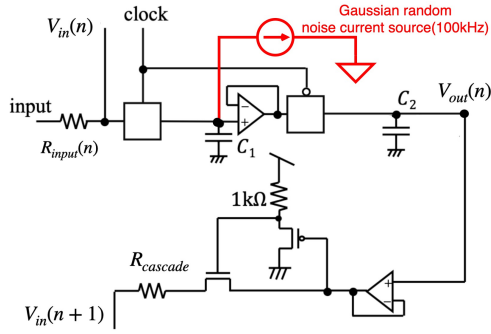 V_in(n)
clock
Gaussian random
noise current source(100kHz)
input
R_input(n)
C_1
+
−
C_2
V_out(n)
1kΩ
R_cascade
+
−
V_in(n + 1)